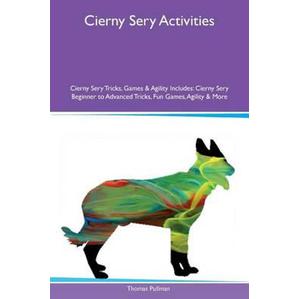 Cierny Sery Activities
Cierny Sery Tricks, Games & Agility Includes: Cierny Sery
Beginner to Advanced Tricks, Fun Games, Agility & More
Thomas Pullman